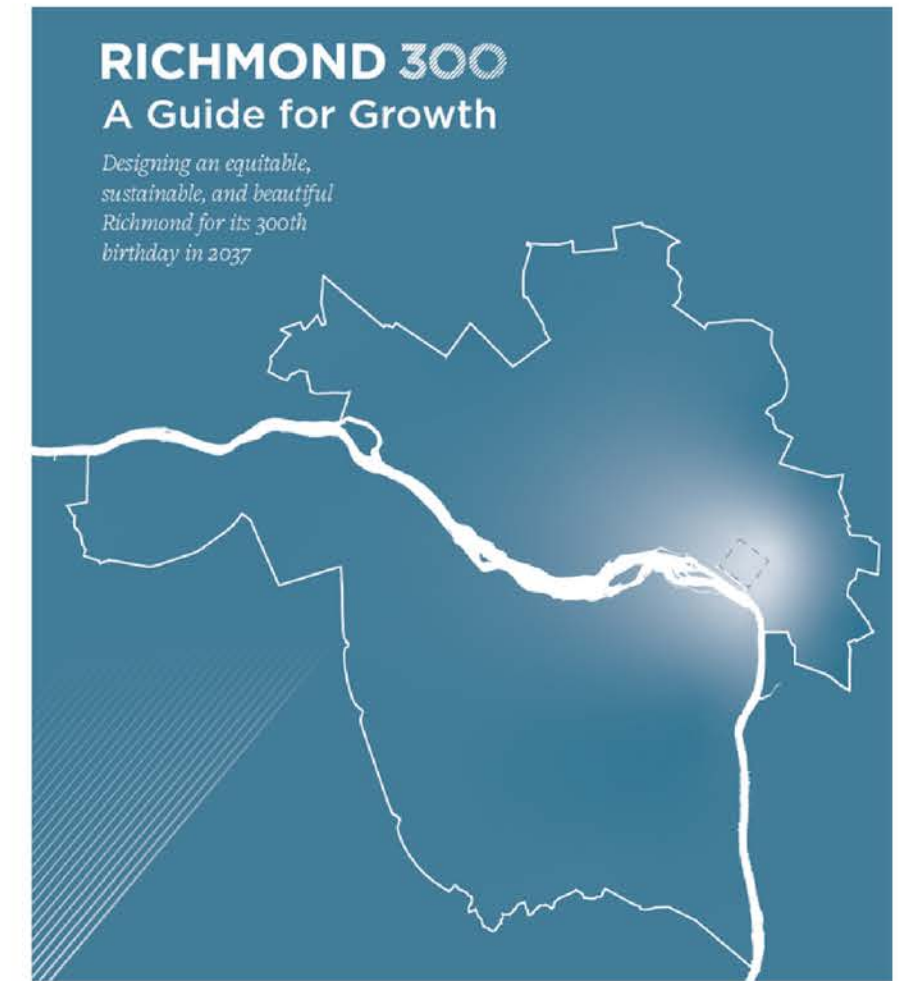 RICHMOND 300
A Guide for Growth
Designing an equitable,
sustainable, and beautiful
Richmond for its 300th
birthday in 2037